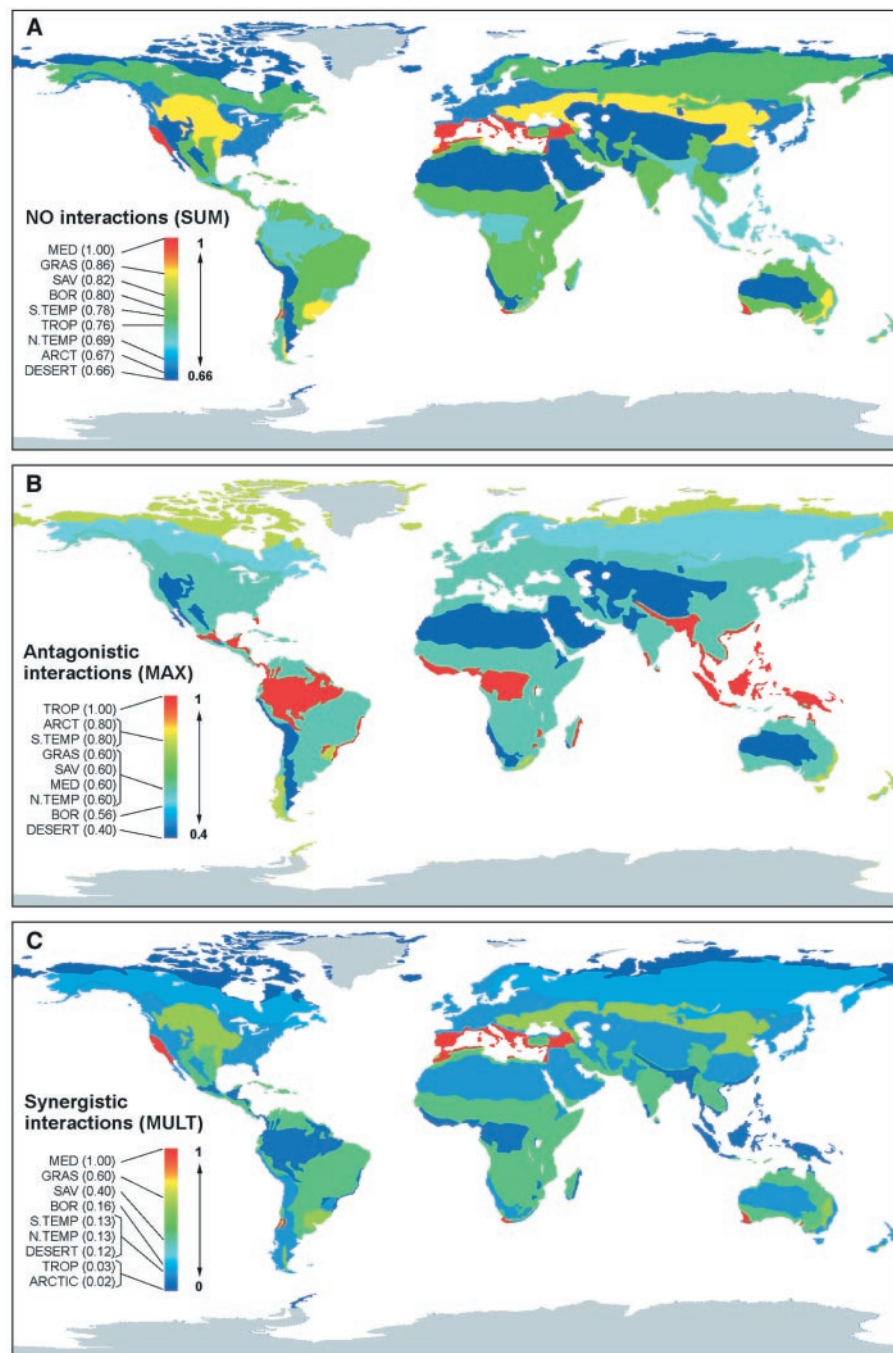 A
NO interactions (SUM)
MED (1.00)
GRAS (0.86)
SAV (0.82)
BOR (0.80)
S.TEMP (0.78)
TROP (0.76)
N.TEMP (0.69)
ARCT (0.67)
DESERT (0.66)
1
0.66
B
Antagonistic
interactions (MAX)
TROP (1.00)
ARCT (0.80)
S.TEMP (0.80)
GRAS (0.60)
SAV (0.60)
MED (0.60)
N.TEMP (0.60)
BOR (0.56)
DESERT (0.40)
1
0.4
C
Synergistic
interactions (MULT)
MED (1.00)
GRAS (0.60)
SAV (0.40)
BOR (0.16)
S.TEMP (0.13)
N.TEMP (0.13)
DESERT (0.12)
TROP (0.03)
ARCTIC (0.02)
1
0